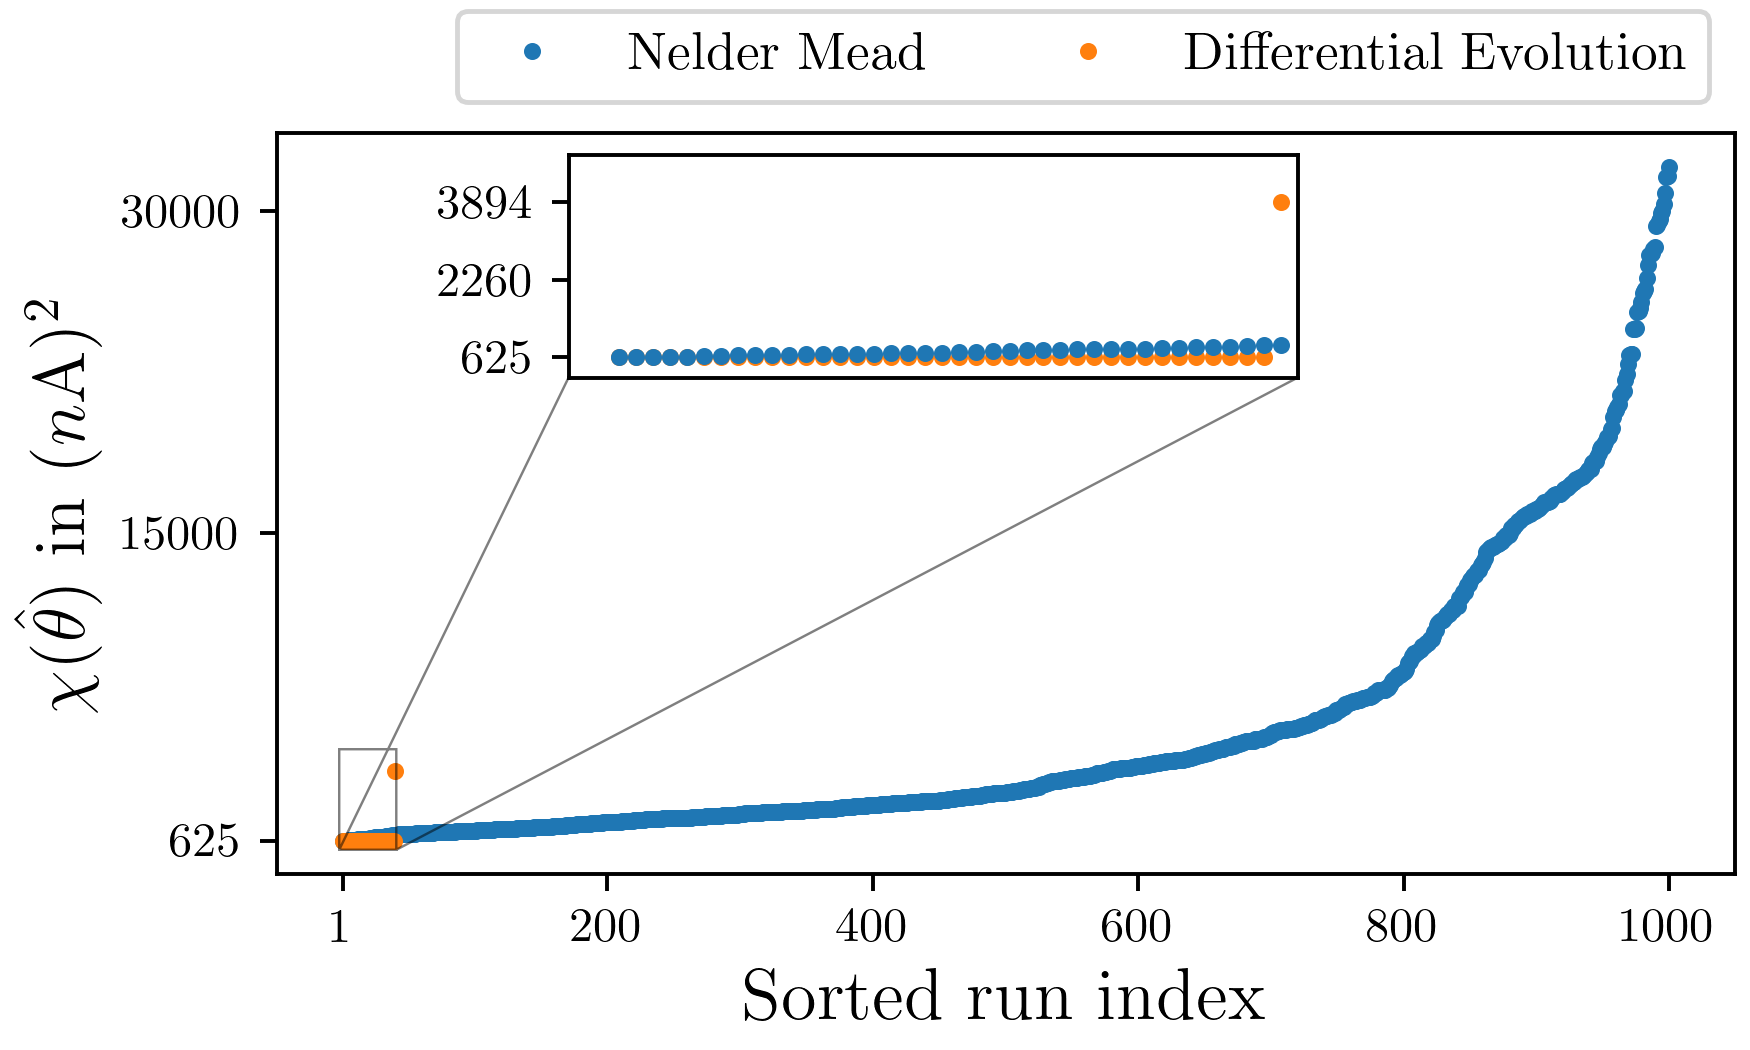 Nelder Mead Differential Evolution
3894
2260
625
30000
15000
625
χ(θ̂) in (nA)²
1 200 400 600 800 1000
Sorted run index